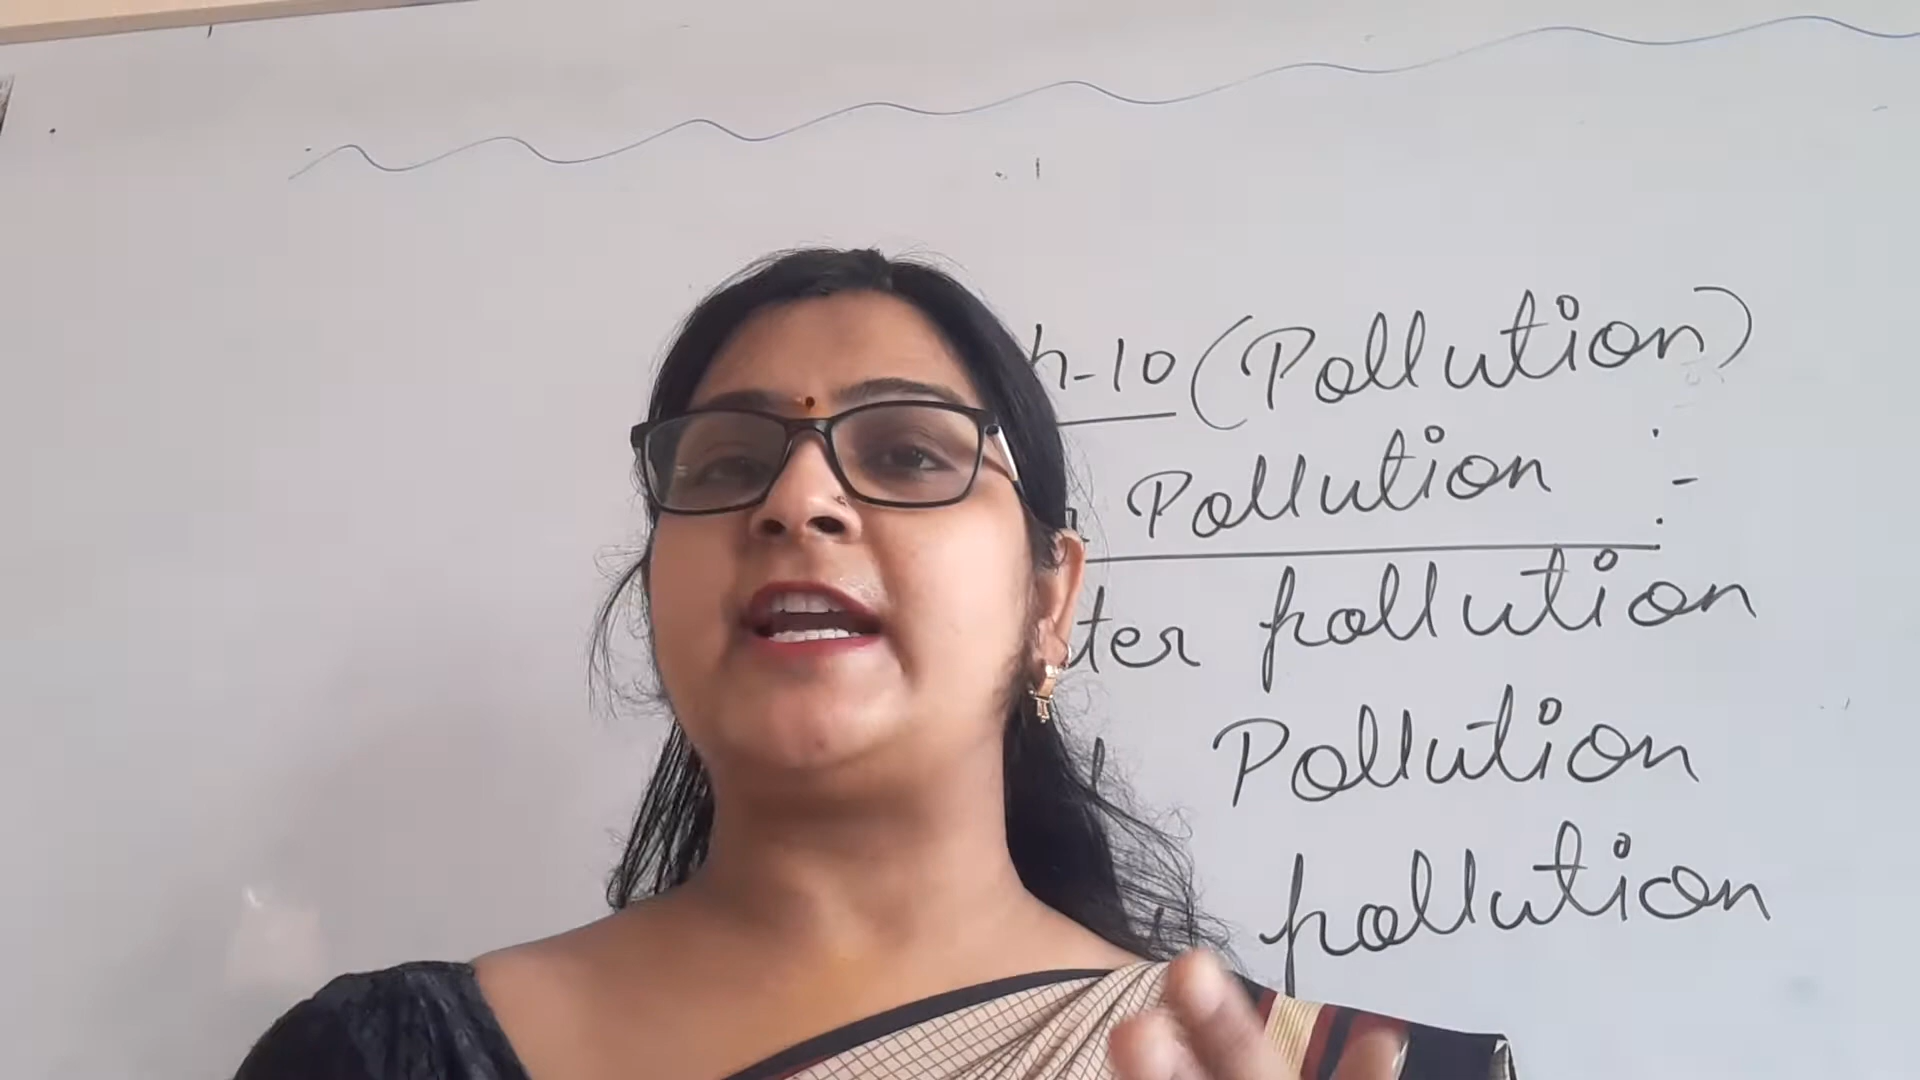 h-10 (Pollution)
Pollution :-
ter pollution
Pollution
pollution